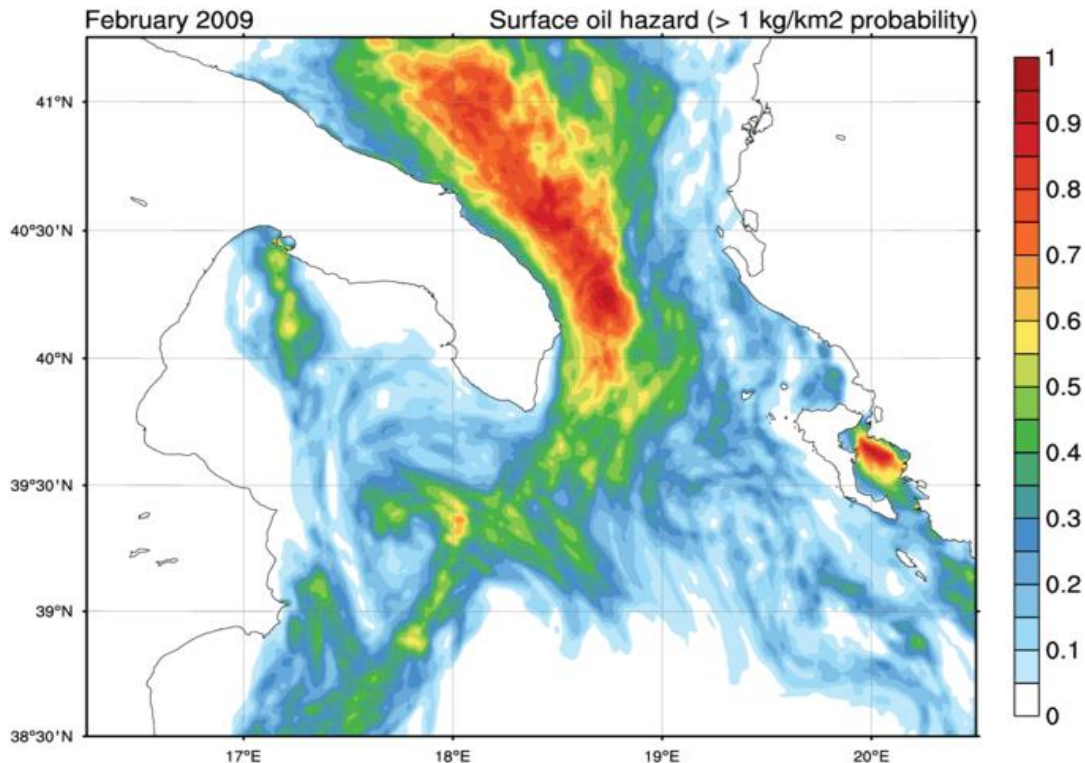 February 2009 Surface oil hazard (> 1 kg/km2 probability)
1
41°N
0.9
0.8
40°30'N
0.7
0.6
40°N
0.5
39°30'N
0.4
0.3
39°N
0.2
0.1
38°30'N
0
17°E 18°E 19°E 20°E